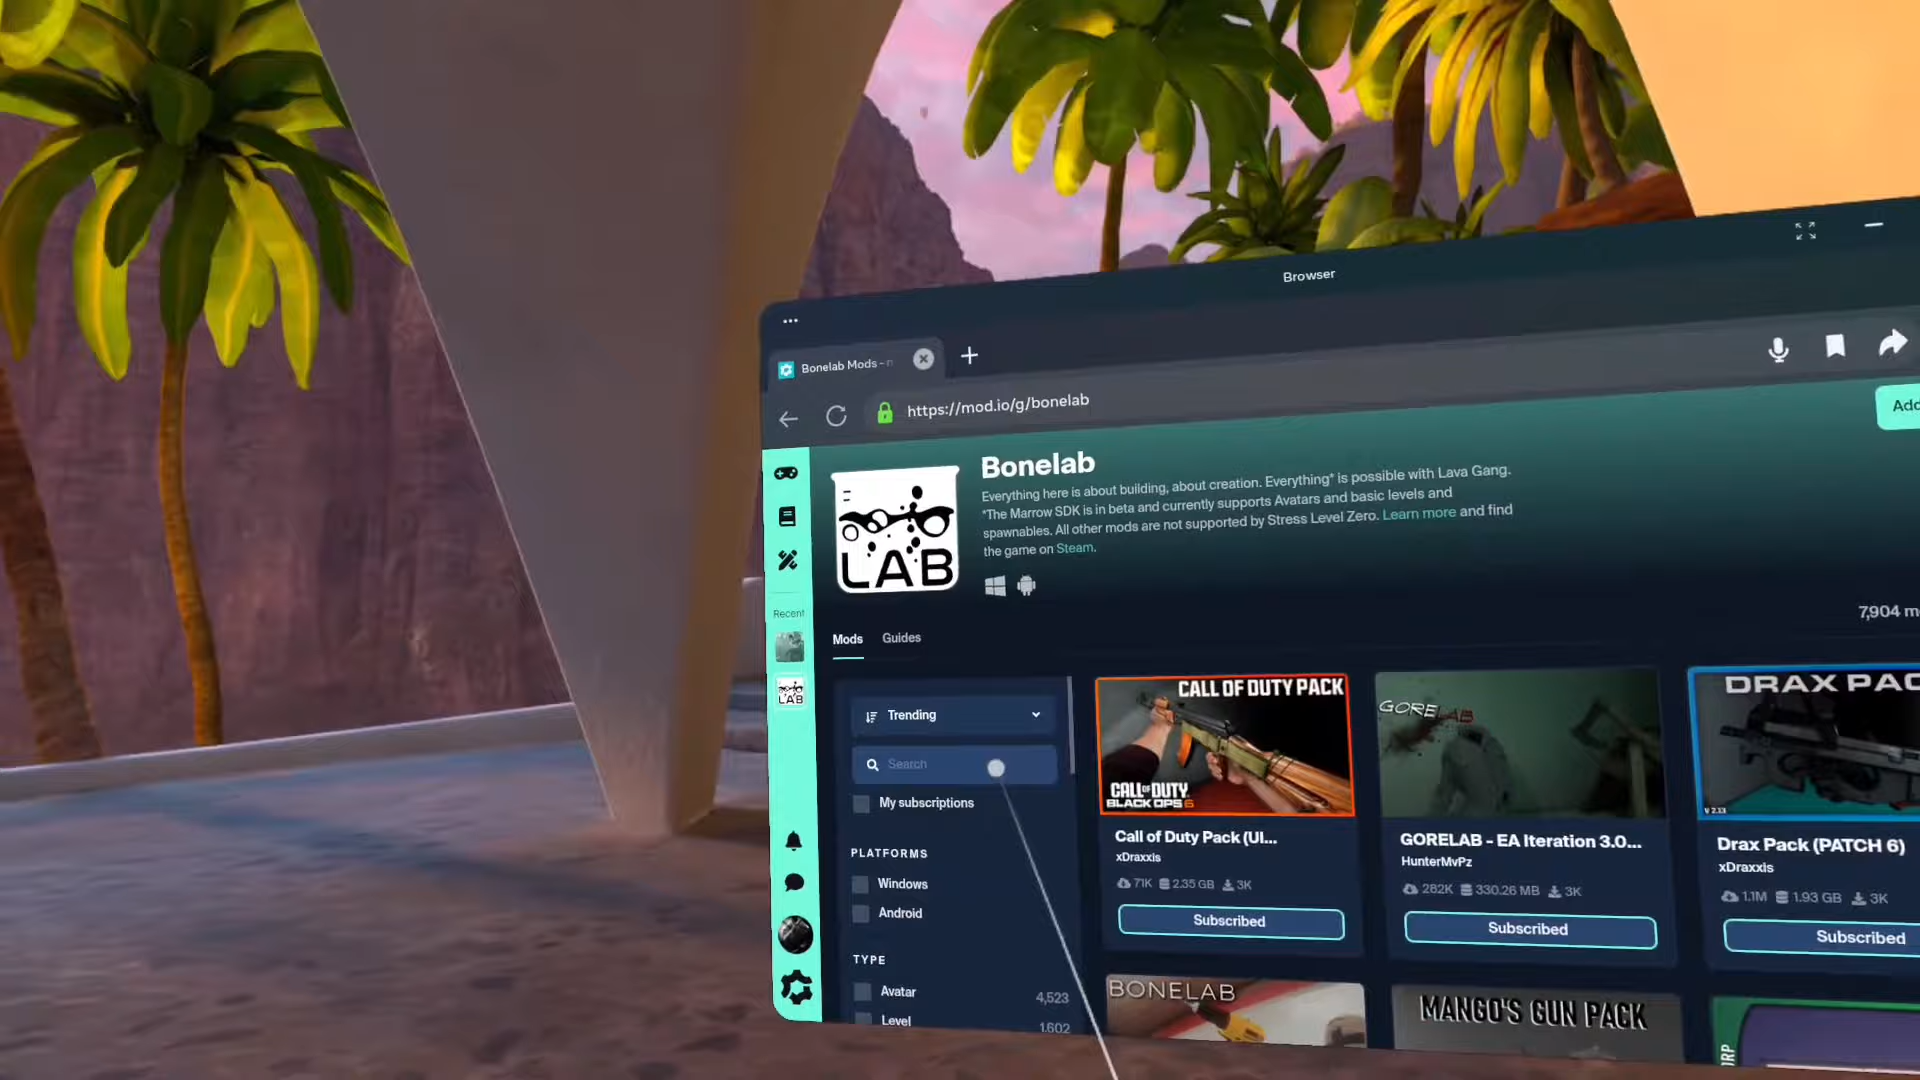 Browser
Bonelab Mods -
https://mod.io/g/bonelab
Add
LAB
Bonelab
Everything here is about building, about creation. Everything* is possible with Lava Gang.
*The Marrow SDK is in beta and currently supports Avatars and basic levels and
spawnables. All other mods are not supported by Stress Level Zero. Learn more and find
the game on Steam.
Recent
LAB
7,904
Mods Guides
Trending
Search
My subscriptions
PLATFORMS
Windows
Android
TYPE
Avatar 4,523
Level 1,602
CALL OF DUTY PACK
CALL OF DUTY
BLACK OPS 6
Call of Duty Pack (UI...
xDraxxis
71K 2.35 GB 3K
Subscribed
GORELAB
GORELAB - EA Iteration 3.0...
HunterMvPz
282K 330.26 MB 3K
Subscribed
DRAX PAC
V 2.13
Drax Pack (PATCH 6)
xDraxxis
1.1M 1.93 GB 3K
Subscribed
BONELAB
MANGO'S GUN PACK